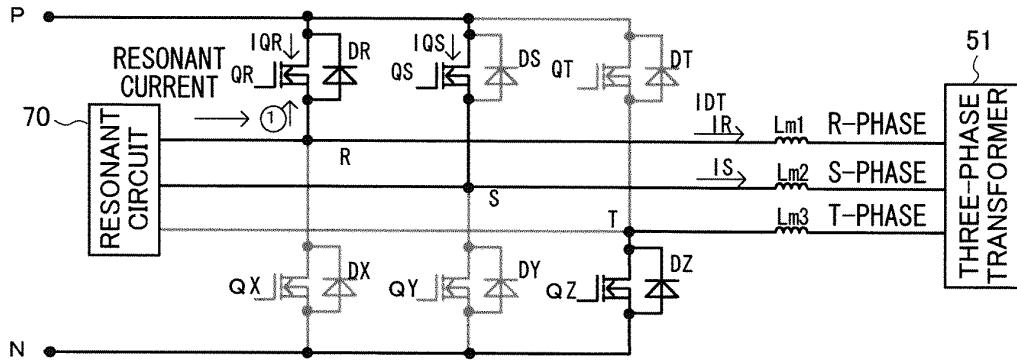 P
IQR
DR
IQS
DS
DT
RESONANT
CURRENT
QR
QS
QT
51
70
1
IDT
IR
Lm1
R-PHASE
R
IS
Lm2
S-PHASE
S
T
Lm3
T-PHASE
RESONANT
CIRCUIT
THREE-PHASE
TRANSFORMER
QX
DX
QY
DY
QZ
DZ
N